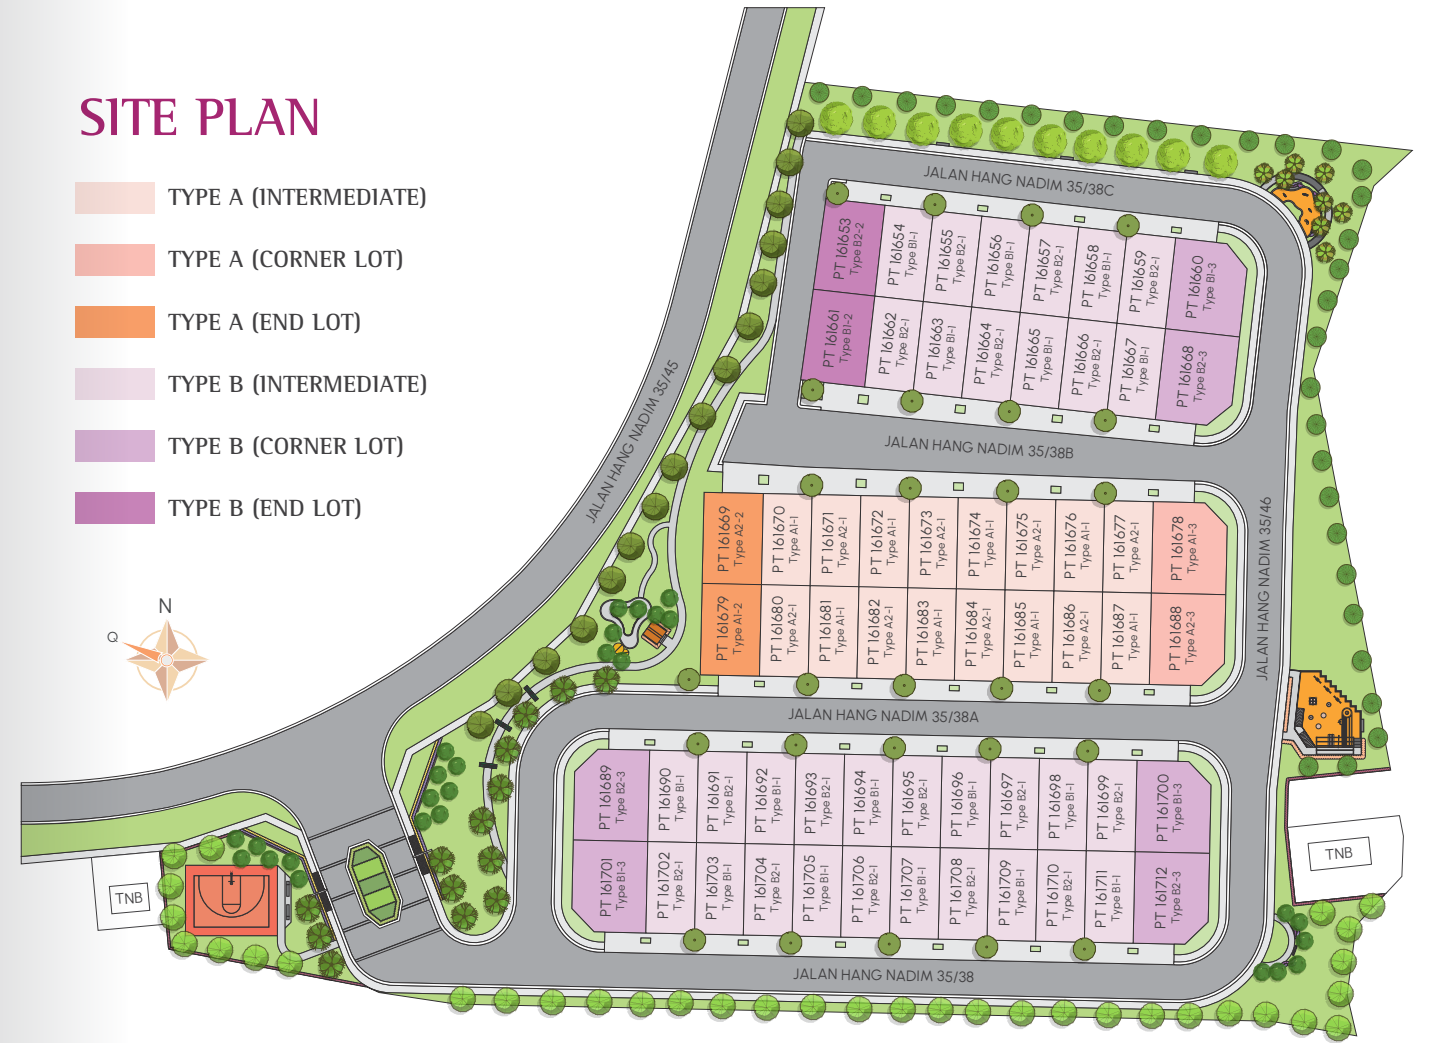 SITE PLAN
TYPE A (INTERMEDIATE)
TYPE A (CORNER LOT)
TYPE A (END LOT)
TYPE B (INTERMEDIATE)
TYPE B (CORNER LOT)
TYPE B (END LOT)
N
Q
JALAN HANG NADIM 35/45
JALAN HANG NADIM 35/38C
PT 161653
Type B2-2
PT 161654
Type B1-1
PT 161655
Type B2-1
PT 161656
Type B1-1
PT 161657
Type B2-1
PT 161658
Type B1-1
PT 161659
Type B2-1
PT 161660
Type B1-3
PT 161661
Type B1-2
PT 161662
Type B2-1
PT 161663
Type B1-1
PT 161664
Type B2-1
PT 161665
Type B1-1
PT 161666
Type B2-1
PT 161667
Type B1-1
PT 161668
Type B2-3
JALAN HANG NADIM 35/38B
JALAN HANG NADIM 35/46
PT 161669
Type A2-2
PT 161670
Type A1-1
PT 161671
Type A2-1
PT 161672
Type A1-1
PT 161673
Type A2-1
PT 161674
Type A1-1
PT 161675
Type A2-1
PT 161676
Type A1-1
PT 161677
Type A2-1
PT 161678
Type A1-3
PT 161679
Type A1-2
PT 161680
Type A2-1
PT 161681
Type A1-1
PT 161682
Type A2-1
PT 161683
Type A1-1
PT 161684
Type A2-1
PT 161685
Type A1-1
PT 161686
Type A2-1
PT 161687
Type A1-1
PT 161688
Type A2-3
JALAN HANG NADIM 35/38A
PT 161689
Type B2-3
PT 161690
Type B1-1
PT 161691
Type B2-1
PT 161692
Type B1-1
PT 161693
Type B2-1
PT 161694
Type B1-1
PT 161695
Type B2-1
PT 161696
Type B1-1
PT 161697
Type B2-1
PT 161698
Type B1-1
PT 161699
Type B2-1
PT 161700
Type B1-3
PT 161701
Type B1-3
PT 161702
Type B2-1
PT 161703
Type B1-1
PT 161704
Type B2-1
PT 161705
Type B1-1
PT 161706
Type B2-1
PT 161707
Type B1-1
PT 161708
Type B2-1
PT 161709
Type B1-1
PT 161710
Type B2-1
PT 161711
Type B1-1
PT 161712
Type B2-3
JALAN HANG NADIM 35/38
TNB
TNB